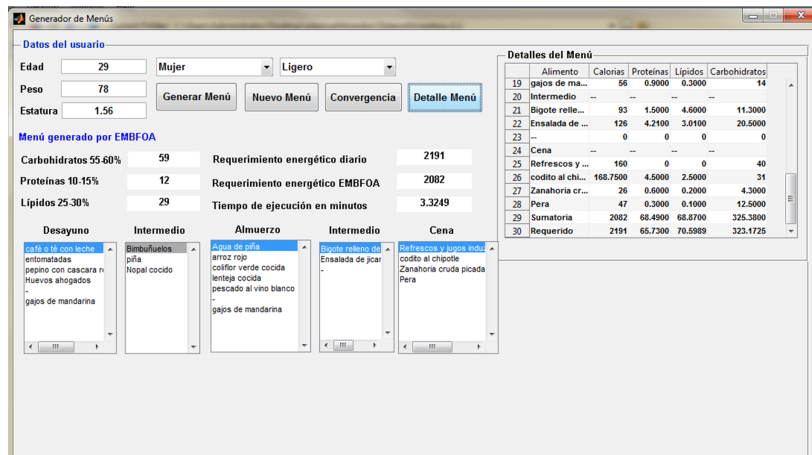 Generador de Menús
Datos del usuario
Edad 29 Mujer Ligero
Peso 78
Estatura 1.56
Generar Menú Nuevo Menú Convergencia Detalle Menú
Menú generado por EMBFOA
Carbohidratos 55-60% 59 Requerimiento energético diario 2191
Proteínas 10-15% 12 Requerimiento energético EMBFOA 2082
Lípidos 25-30% 29 Tiempo de ejecución en minutos 3.3249
Desayuno
café o té con leche
entomatadas
pepino con cascara r
Huevos ahogados
-
gajos de mandarina
Intermedio
Bimbuñuelos
piña
Nopal cocido
Almuerzo
Agua de piña
arroz rojo
coliflor verde cocida
lenteja cocida
pescado al vino blanco
-
gajos de mandarina
Intermedio
Bigote relleno de
Ensalada de jicar
-
Cena
Refrescos y jugos indu
codito al chipotle
Zanahoria cruda picada
Pera
Detalles del Menú
Alimento Calorias Proteínas Lípidos Carbohidratos
19 gajos de ma... 56 0.9000 0.3000 14
20 Intermedio -- -- -- --
21 Bigote relle... 93 1.5000 4.6000 11.3000
22 Ensalada de ... 126 4.2100 3.0100 20.5000
23 -- 0 0 0 0
24 Cena -- -- -- --
25 Refrescos y ... 160 0 0 40
26 codito al chi... 168.7500 4.5000 2.5000 31
27 Zanahoria cr... 26 0.6000 0.2000 4.3000
28 Pera 47 0.3000 0.1000 12.5000
29 Sumatoria 2082 68.4900 68.8700 325.3800
30 Requerido 2191 65.7300 70.5989 323.1725